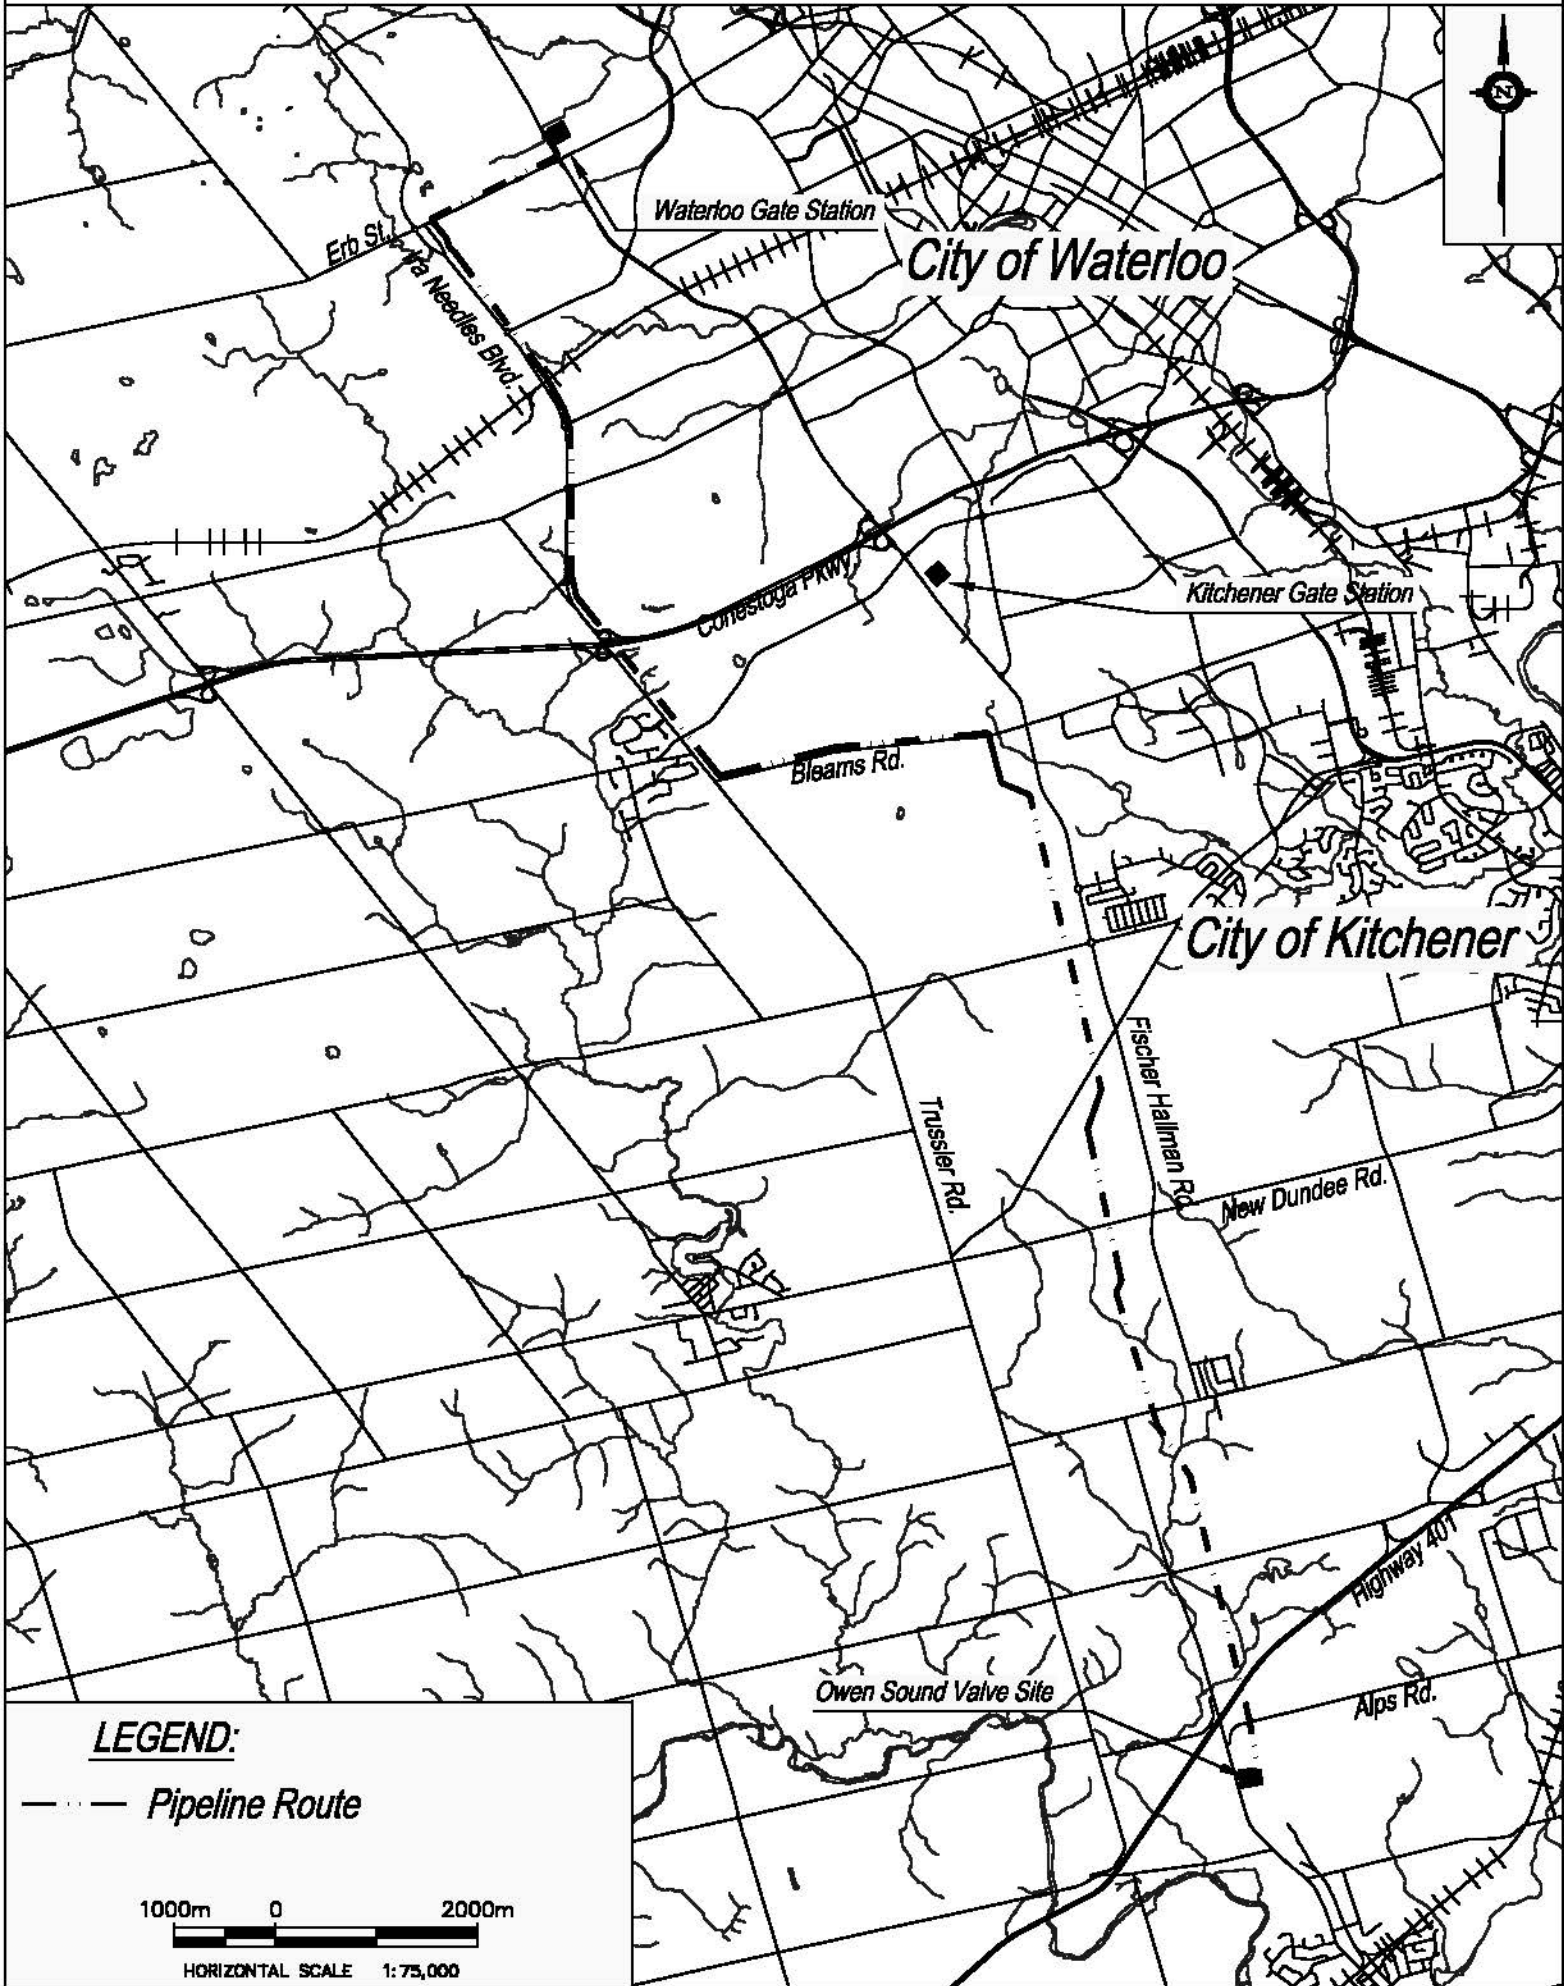 N
Waterloo Gate Station
City of Waterloo
Erb St.
Ira Needles Blvd.
Conestoga Pkwy
Kitchener Gate Station
Bleams Rd.
City of Kitchener
Fischer Hallman Rd.
Trussler Rd.
New Dundee Rd.
Highway 401
Owen Sound Valve Site
Alps Rd.
LEGEND:
Pipeline Route
1000m 0 2000m
HORIZONTAL SCALE 1:75,000